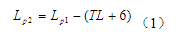 L_{p2} = L_{p1} - (TL + 6) （1）